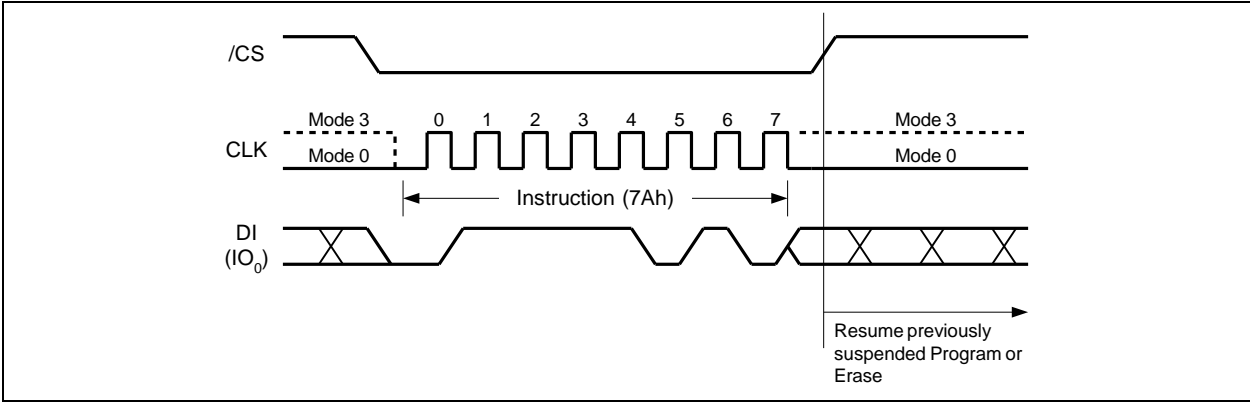 /CS
Mode 3 0 1 2 3 4 5 6 7 Mode 3
CLK
Mode 0 Mode 0
Instruction (7Ah)
DI
(IO0)
Resume previously
suspended Program or
Erase